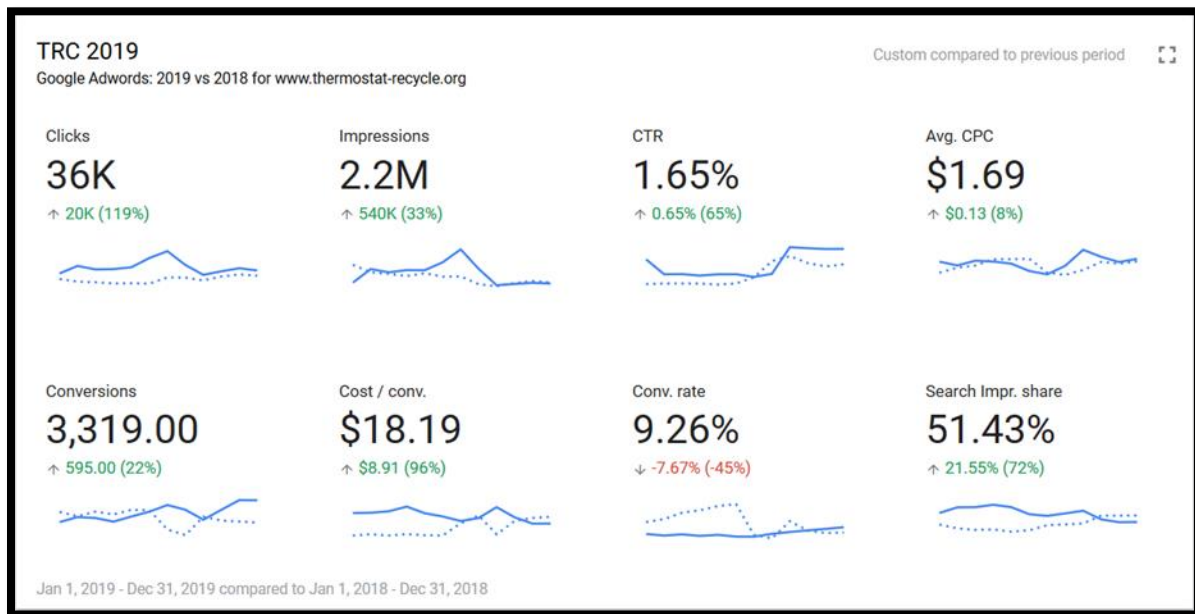 TRC 2019
Custom compared to previous period
Google Adwords: 2019 vs 2018 for www.thermostat-recycle.org
Clicks
36K
↑ 20K (119%)
Impressions
2.2M
↑ 540K (33%)
CTR
1.65%
↑ 0.65% (65%)
Avg. CPC
$1.69
↑ $0.13 (8%)
Conversions
3,319.00
↑ 595.00 (22%)
Cost / conv.
$18.19
↑ $8.91 (96%)
Conv. rate
9.26%
↓ -7.67% (-45%)
Search Impr. share
51.43%
↑ 21.55% (72%)
Jan 1, 2019 - Dec 31, 2019 compared to Jan 1, 2018 - Dec 31, 2018